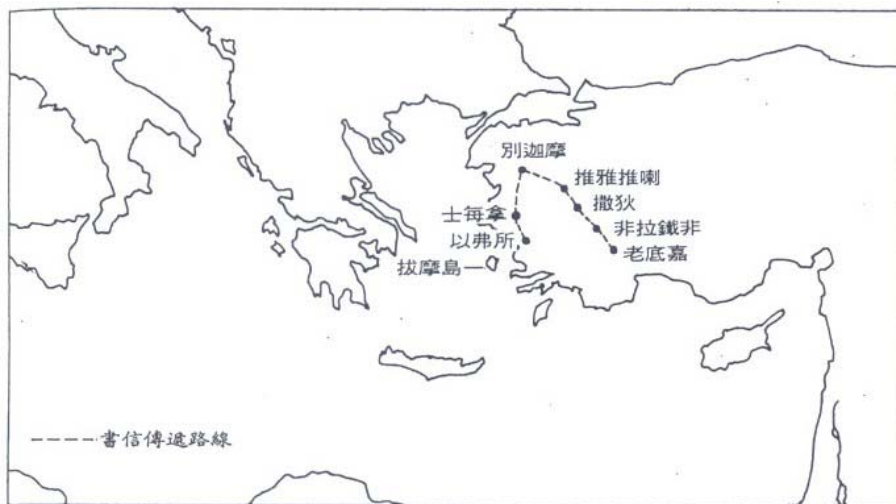 別迦摩
推雅推喇
撒狄
士每拿
非拉鐵非
以弗所
老底嘉
拔摩島
書信傳遞路線